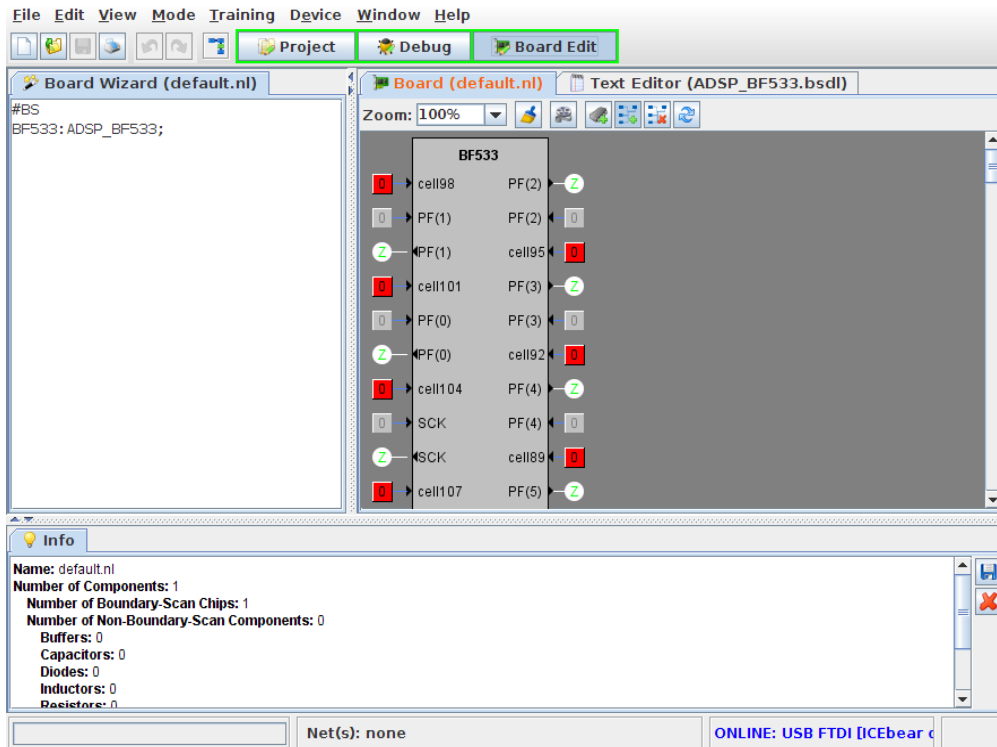 File Edit View Mode Training Device Window Help
Project Debug Board Edit
Board Wizard (default.nl)
#BS
BF533:ADSP_BF533;
Board (default.nl) Text Editor (ADSP_BF533.bsdl)
Zoom: 100%
BF533
0 cell98 PF(2) Z
0 PF(1) PF(2) 0
Z PF(1) cell95 0
0 cell101 PF(3) Z
0 PF(0) PF(3) 0
Z PF(0) cell92 0
0 cell104 PF(4) Z
0 SCK PF(4) 0
Z SCK cell89 0
0 cell107 PF(5) Z
Info
Name: default.nl
Number of Components: 1
Number of Boundary-Scan Chips: 1
Number of Non-Boundary-Scan Components: 0
Buffers: 0
Capacitors: 0
Diodes: 0
Inductors: 0
Resistors: 0
Net(s): none
ONLINE: USB FTDI [ICEbear